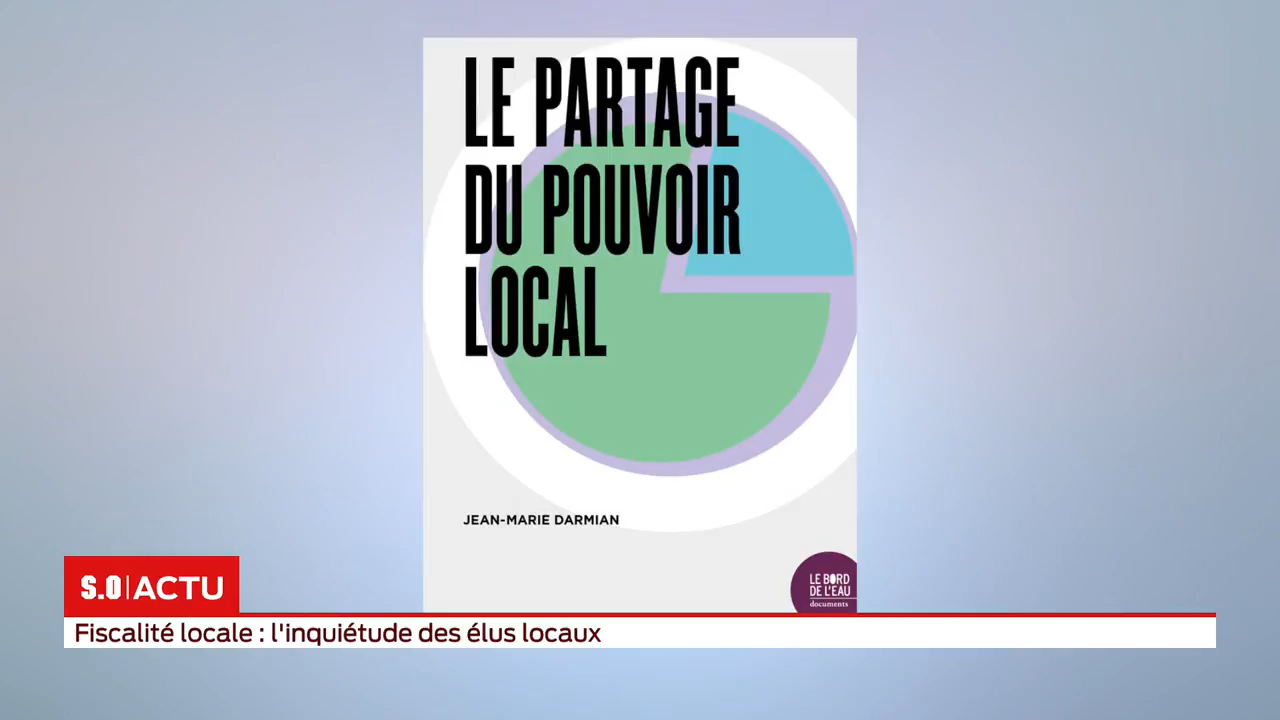 LE PARTAGE
DU POUVOIR
LOCAL
JEAN-MARIE DARMIAN
LE BORD
DE L'EAU
documents
S.O ACTU
Fiscalité locale : l'inquiétude des élus locaux